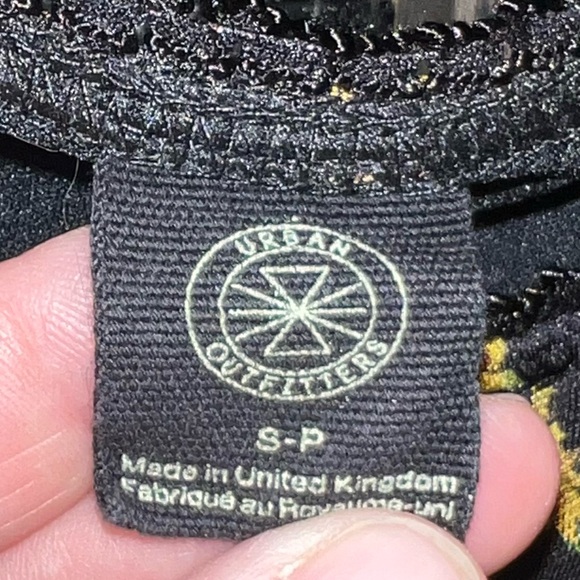 URBAN
OUTFITTERS
S-P
Made in United Kingdom
Fabriqué au Royaume-uni